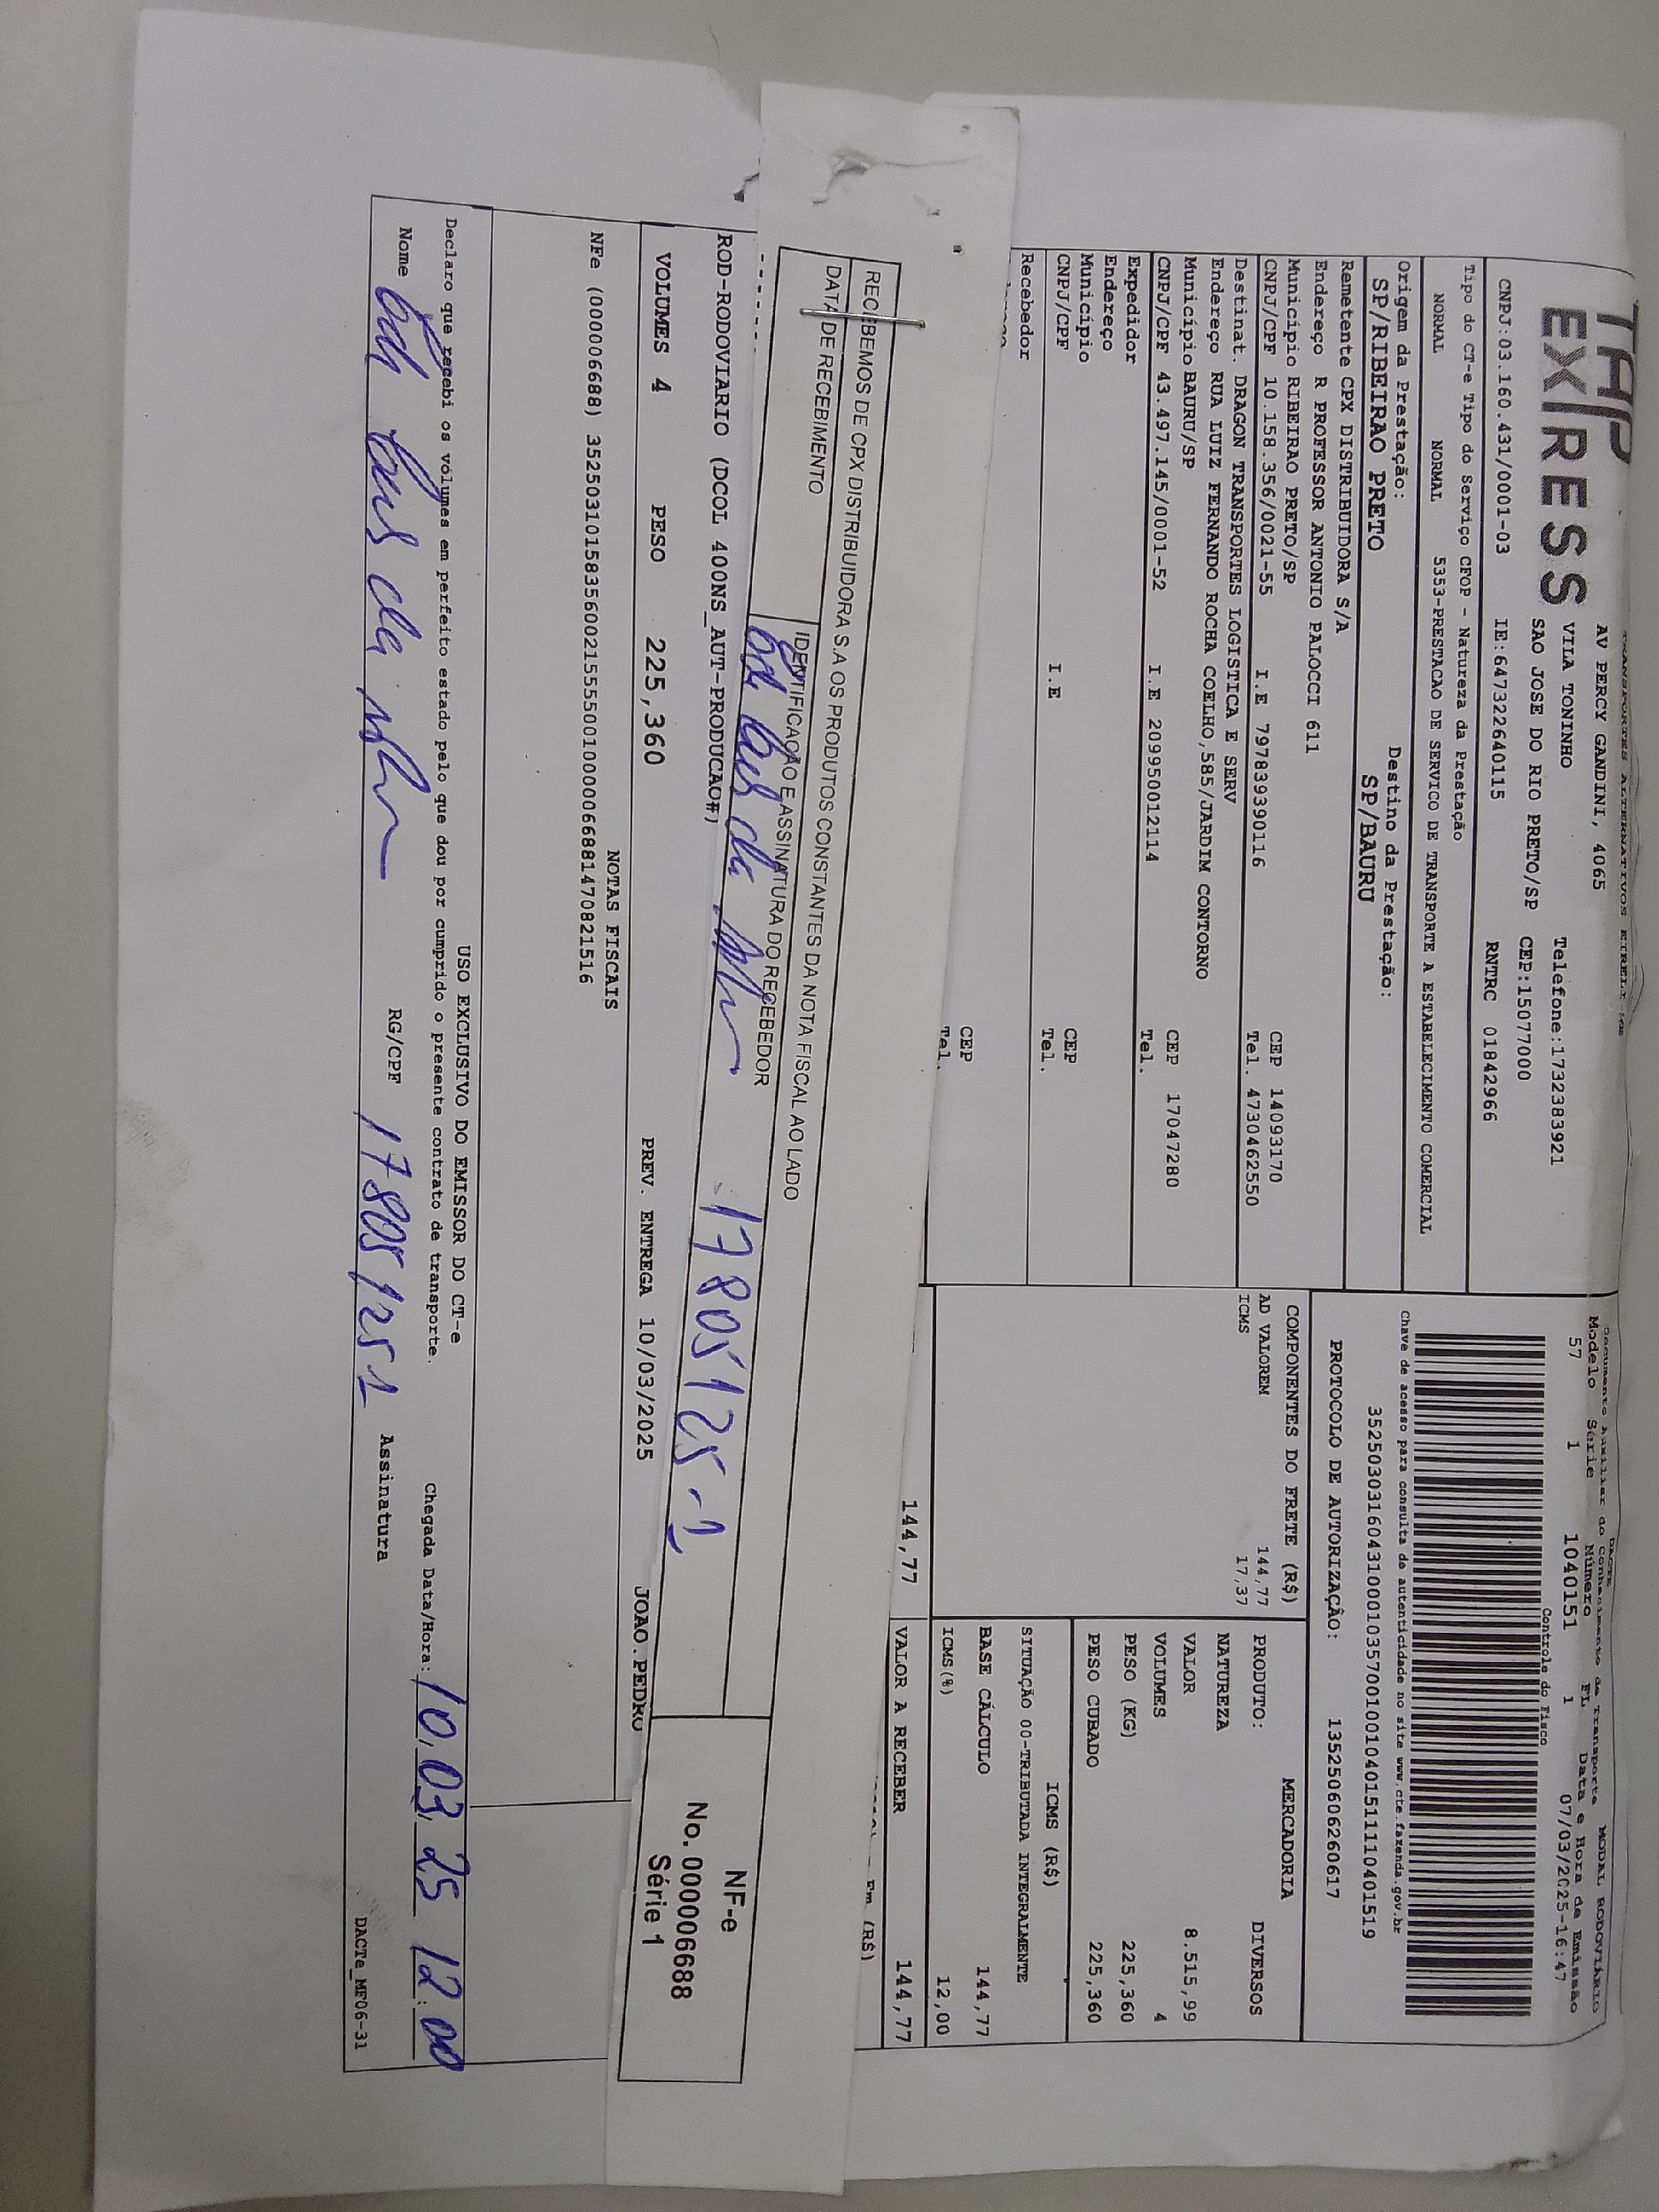 TRANSPORTES ALTERNATIVOS EIRELI
TAP
EXPRESS
AV PERCY GANDINI, 4065
VILA TONINHO
Telefone:1732383921
SAO JOSE DO RIO PRETO/SP
CEP:15077000
CNPJ:03.160.431/0001-03 IE:647322640115 RNTRC 01842966
Tipo do CT-e Tipo do Serviço CFOP - Natureza da Prestação
NORMAL NORMAL 5353-PRESTACAO DE SERVICO DE TRANSPORTE A ESTABELECIMENTO COMERCIAL
Origem da Prestação: Destino da Prestação:
SP/RIBEIRAO PRETO SP/BAURU
Remetente CPX DISTRIBUIDORA S/A
Endereço R PROFESSOR ANTONIO PALOCCI 611
Município RIBEIRAO PRETO/SP CEP 14093170
CNPJ/CPF 10.158.356/0021-55 I.E 797839390116 Tel. 4730462550
Destinat. DRAGON TRANSPORTES LOGISTICA E SERV
Endereço RUA LUIZ FERNANDO ROCHA COELHO,585/JARDIM CONTORNO
Município BAURU/SP CEP 17047280
CNPJ/CPF 43.497.145/0001-52 I.E 209950012114 Tel.
Expedidor
Endereço
Município CEP
CNPJ/CPF I.E Tel.
Recebedor
CEP
Tel.
DACTE
Documento Auxiliar do Conhecimento de Transporte MODAL RODOVIÁRIO
Modelo Série Número FL Data e Hora de Emissão
57 1 1040151 1 07/03/2025-16:47
Controle do Fisco
Chave de acesso para consulta de autenticidade no site www.cte.fazenda.gov.br
35250303160431000103570010010401511110401519
PROTOCOLO DE AUTORIZAÇÃO: 135250606260617
COMPONENTES DO FRETE (R$)
AD VALOREM 144,77
ICMS 17,37
MERCADORIA
PRODUTO: DIVERSOS
NATUREZA
VALOR 8.515,99
VOLUMES 4
PESO (KG) 225,360
PESO CUBADO 225,360
ICMS (R$)
SITUAÇÃO 00-TRIBUTADA INTEGRALMENTE
BASE CÁLCULO 144,77
ICMS(%) 12,00
144,77 VALOR A RECEBER 144,77
Em (R$)
RECEBEMOS DE CPX DISTRIBUIDORA S.A OS PRODUTOS CONSTANTES DA NOTA FISCAL AO LADO
DATA DE RECEBIMENTO IDENTIFICAÇÃO E ASSINATURA DO RECEBEDOR
17805125-1
NF-e
No. 000006688
Série 1
ROD-RODOVIARIO (DCOL 400NS_AUT-PRODUCAO#)
VOLUMES 4 PESO 225,360 PREV. ENTREGA 10/03/2025 JOAO.PEDRO
NOTAS FISCAIS
NFe (000006688) 35250310158356002155550010000066881470821516
USO EXCLUSIVO DO EMISSOR DO CT-e
Declaro que recebi os volumes em perfeito estado pelo que dou por cumprido o presente contrato de transporte. Chegada Data/Hora: 10,03,25 12:00
Nome RG/CPF 17805125-1 Assinatura
DACTe_MF06-31